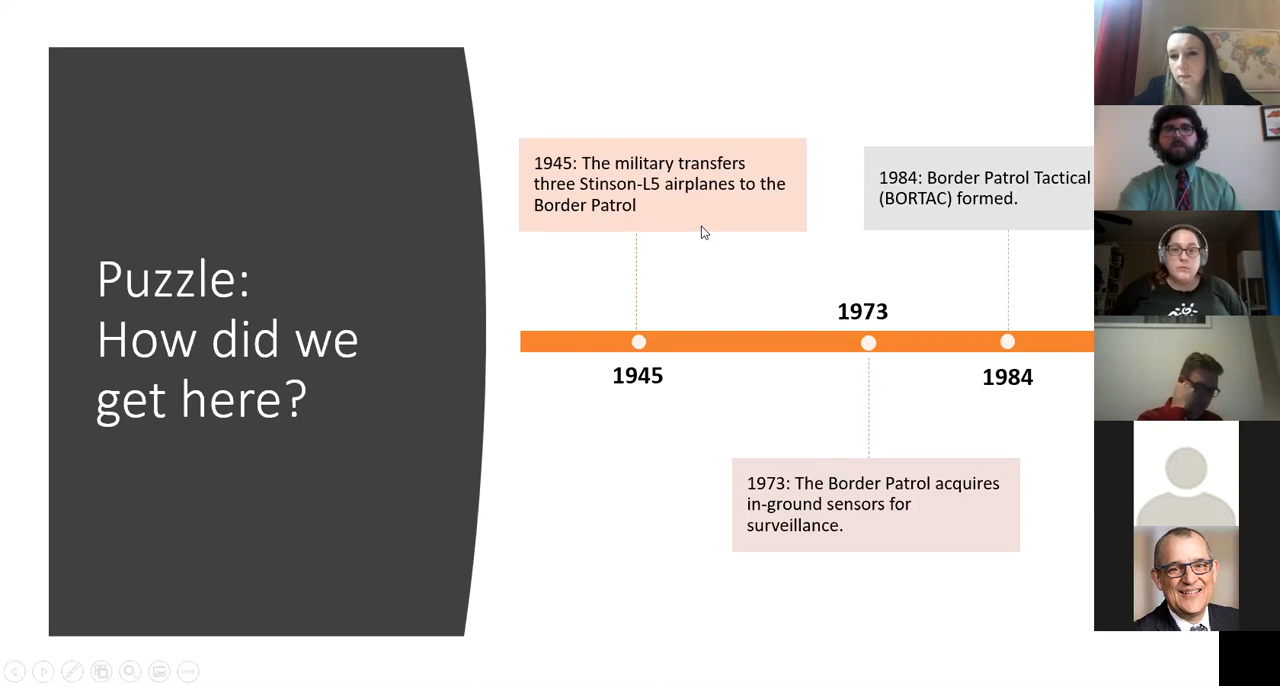 Puzzle:
How did we
get here?
1945: The military transfers
three Stinson-L5 airplanes to the
Border Patrol
1984: Border Patrol Tactical
(BORTAC) formed.
1973
1945
1984
1973: The Border Patrol acquires
in-ground sensors for
surveillance.